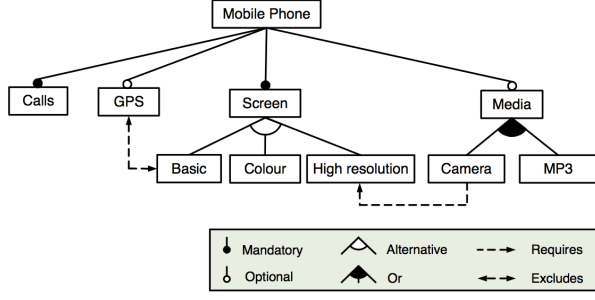 Mobile Phone
Calls
GPS
Screen
Media
Basic
Colour
High resolution
Camera
MP3
Mandatory
Alternative
Requires
Optional
Or
Excludes